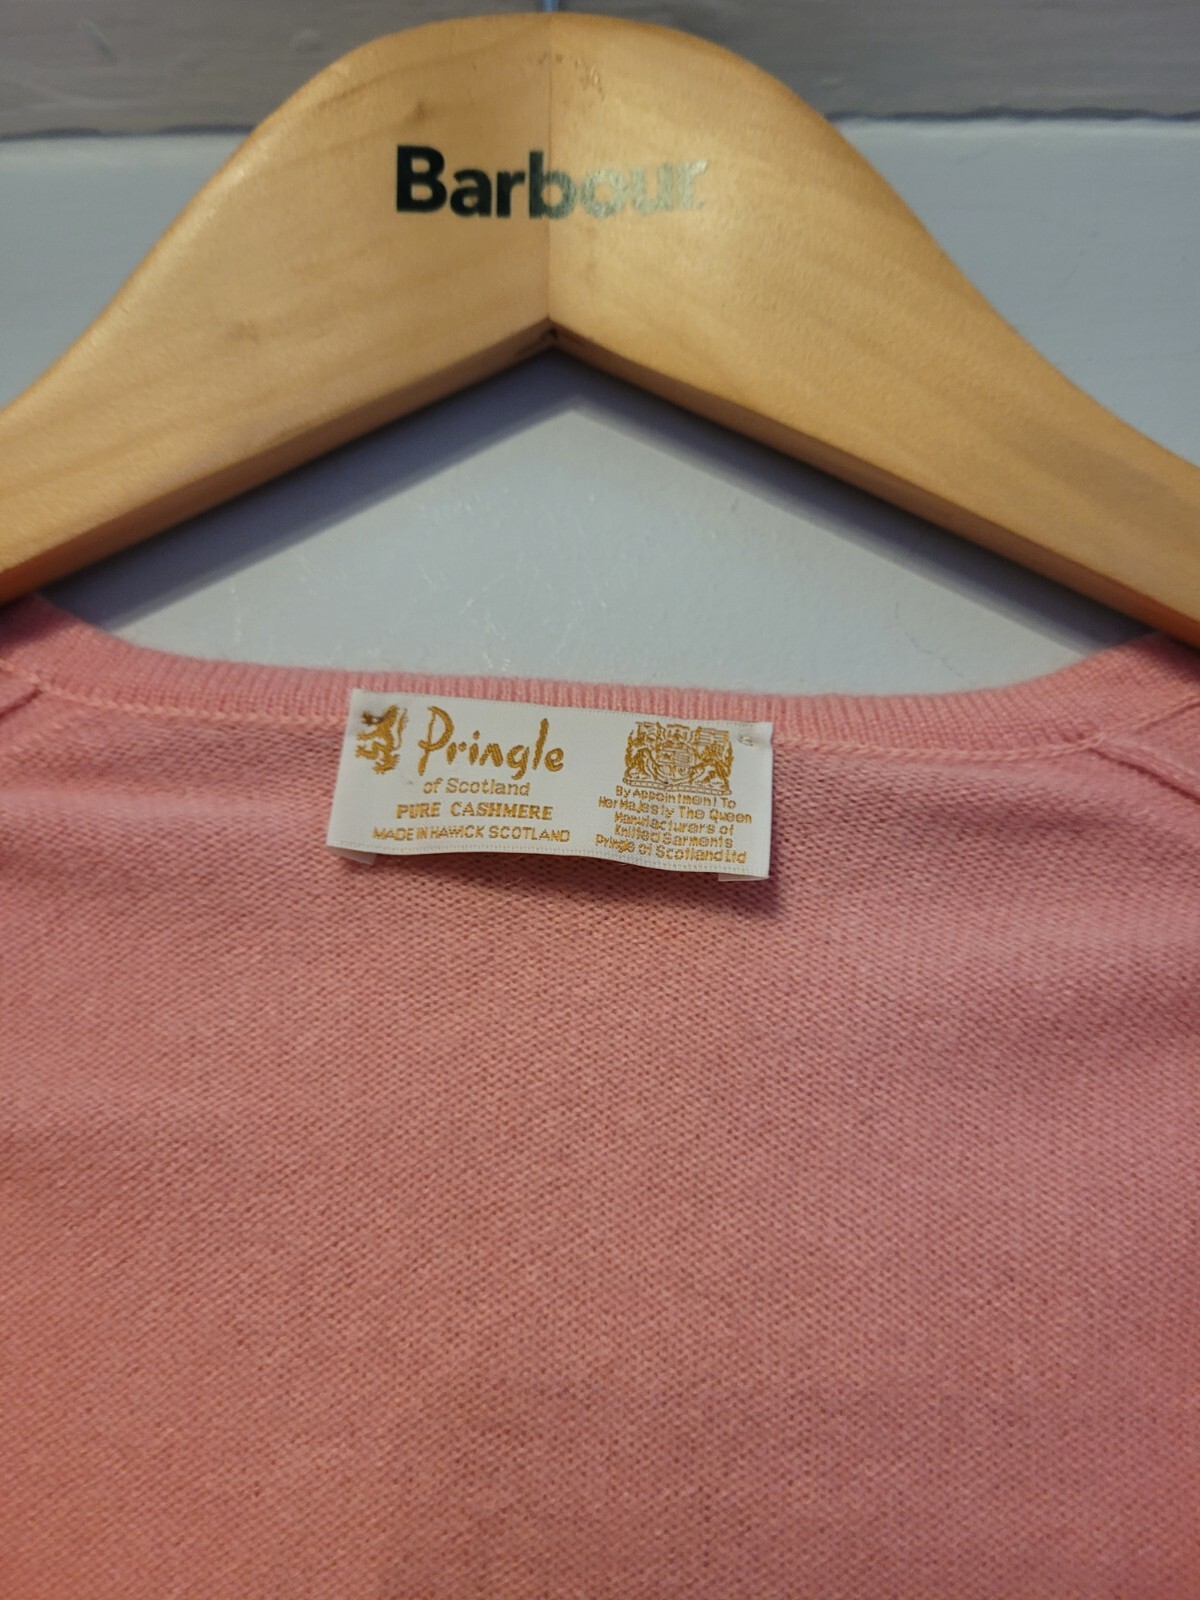 Barbour
Pringle
of Scotland
PURE CASHMERE
MADE IN HAWICK SCOTLAND
By Appointment To
Her Majesty The Queen
Manufacturers of
Knitted Garments
Pringle of Scotland Ltd